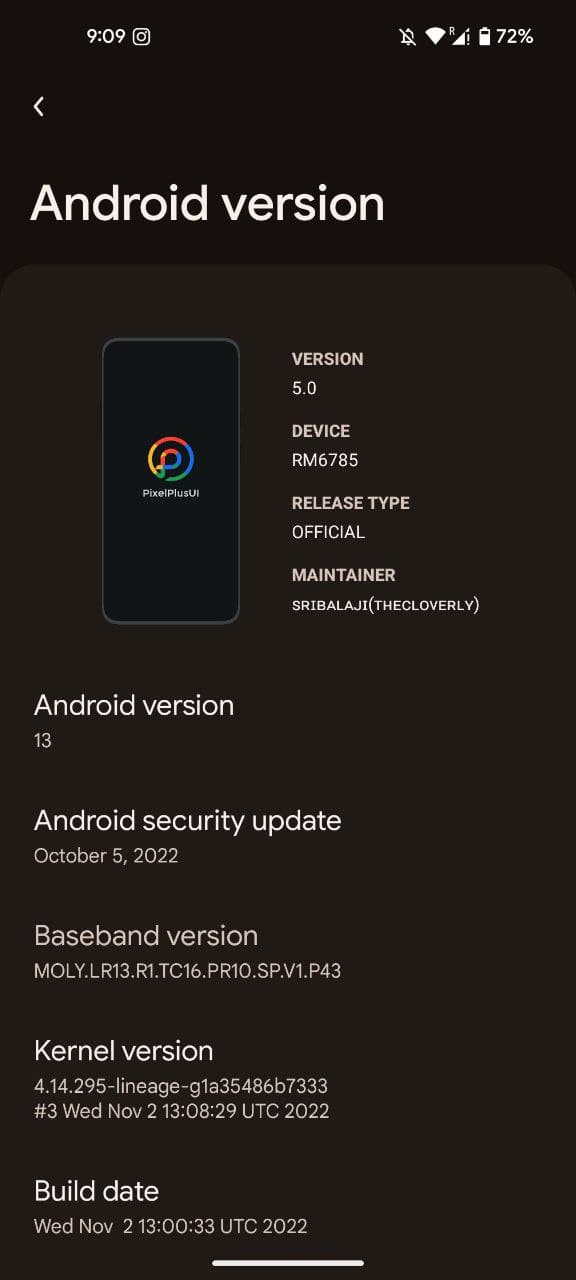 9:09
R
72%
Android version
VERSION
5.0
DEVICE
RM6785
RELEASE TYPE
OFFICIAL
MAINTAINER
SRIBALAJI(THECLOVERLY)
PixelPlusUI
Android version
13
Android security update
October 5, 2022
Baseband version
MOLY.LR13.R1.TC16.PR10.SP.V1.P43
Kernel version
4.14.295-lineage-g1a35486b7333
#3 Wed Nov 2 13:08:29 UTC 2022
Build date
Wed Nov  2 13:00:33 UTC 2022